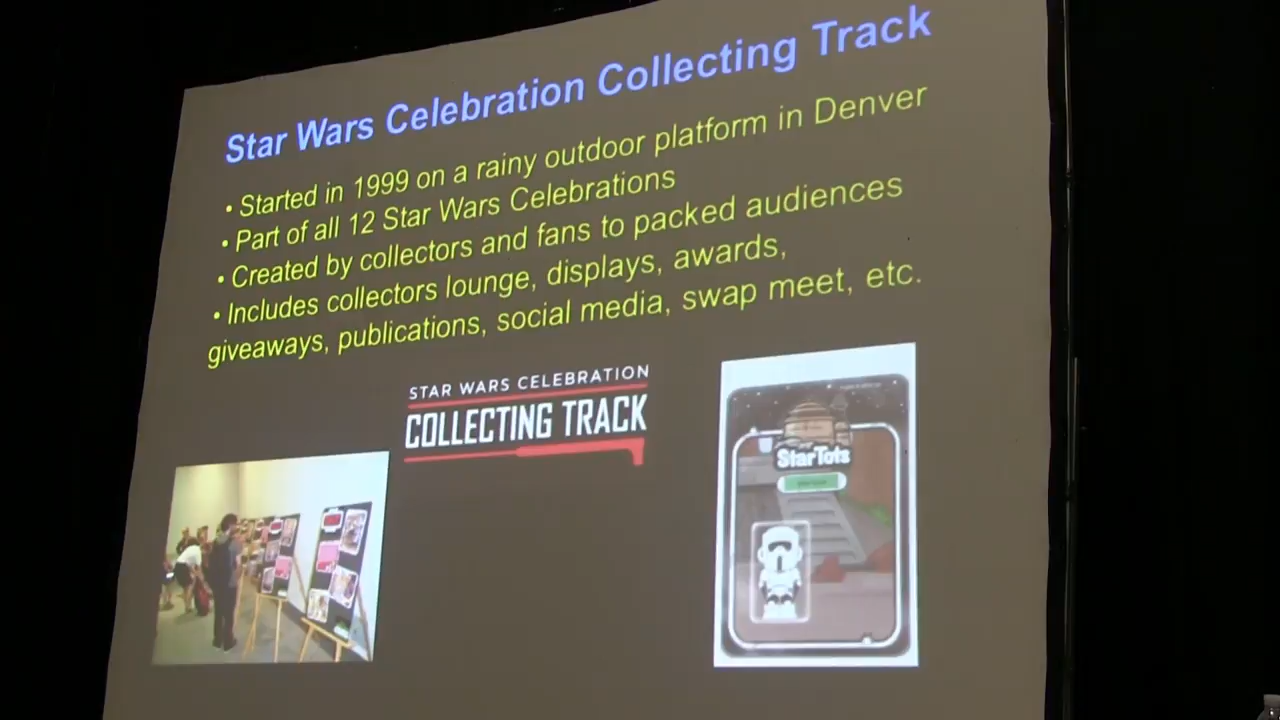 Star Wars Celebration Collecting Track
• Started in 1999 on a rainy outdoor platform in Denver
• Part of all 12 Star Wars Celebrations
• Created by collectors and fans to packed audiences
• Includes collectors lounge, displays, awards,
giveaways, publications, social media, swap meet, etc.
STAR WARS CELEBRATION
COLLECTING TRACK
StarTots